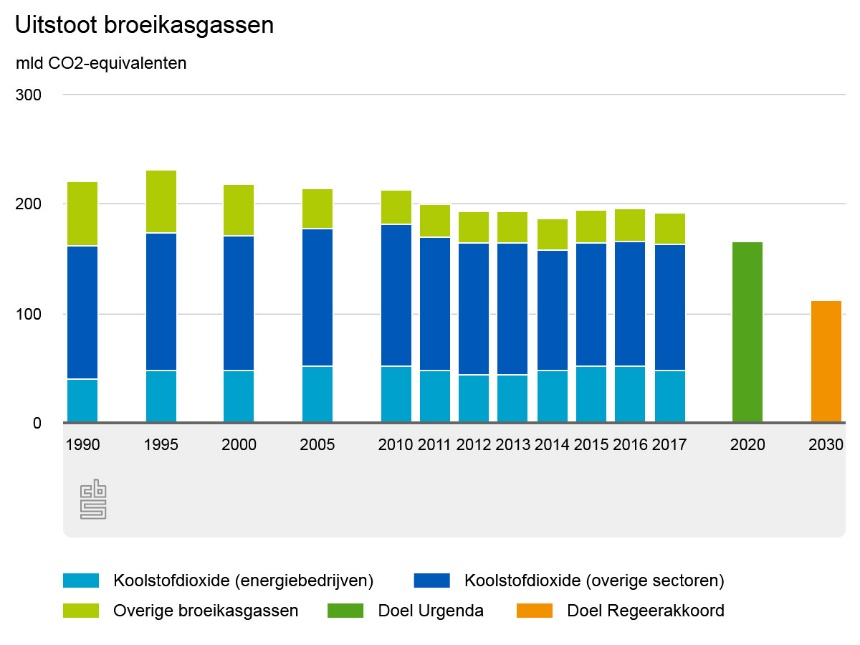 Uitstoot broeikasgassen
mld CO2-equivalenten
300
200
100
0
1990 1995 2000 2005 2010 2011 2012 2013 2014 2015 2016 2017 2020 2030
cbs
Koolstofdioxide (energiebedrijven) Koolstofdioxide (overige sectoren)
Overige broeikasgassen Doel Urgenda Doel Regeerakkoord